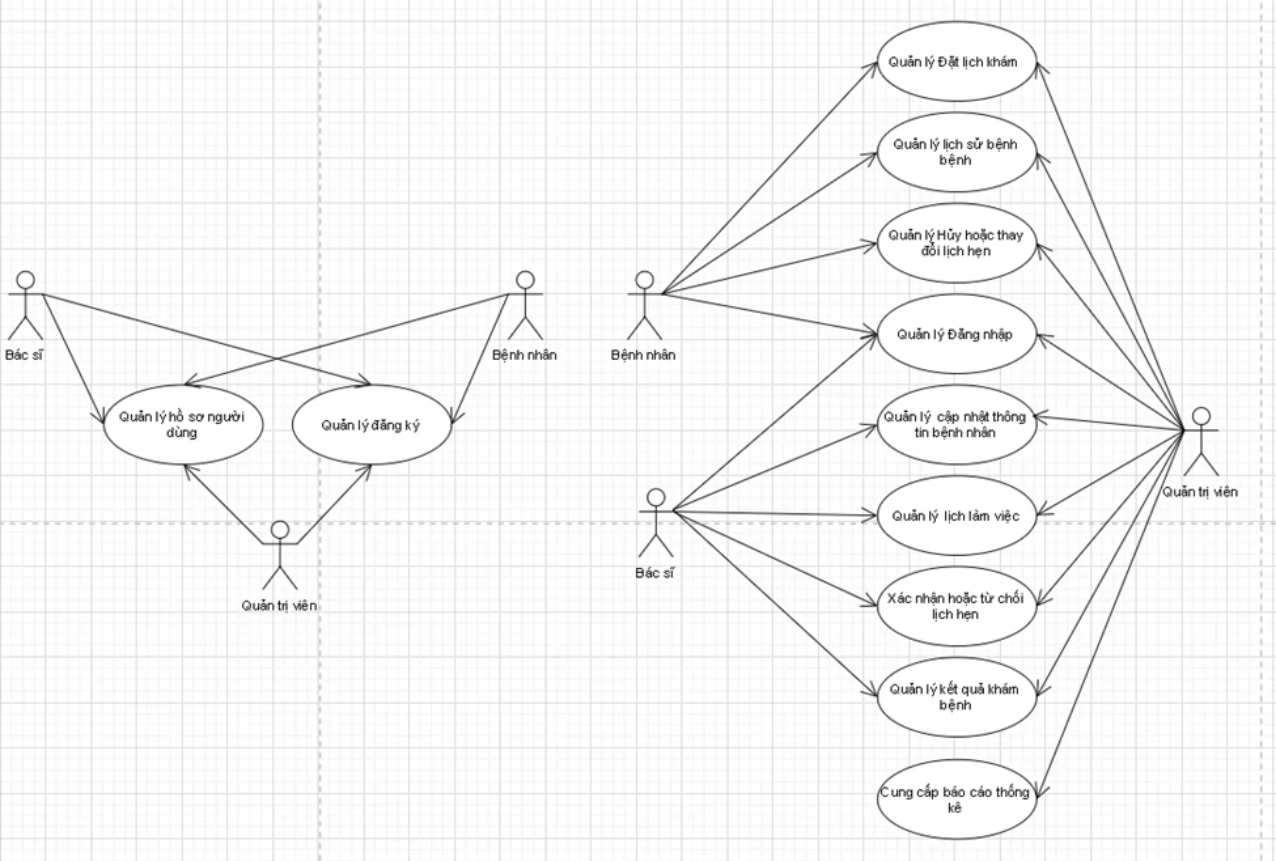 Bác sĩ
Bệnh nhân
Quản lý hồ sơ người
dùng
Quản lý đăng ký
Quản trị viên
Quản lý Đặt lịch khám
Quản lý lịch sử bệnh
bệnh
Quản lý Hủy hoặc thay
đổi lịch hẹn
Bệnh nhân
Quản lý Đăng nhập
Quản lý cập nhật thông
tin bệnh nhân
Quản trị viên
Quản lý lịch làm việc
Bác sĩ
Xác nhận hoặc từ chối
lịch hẹn
Quản lý kết quả khám
bệnh
Cung cấp báo cáo thống
kê